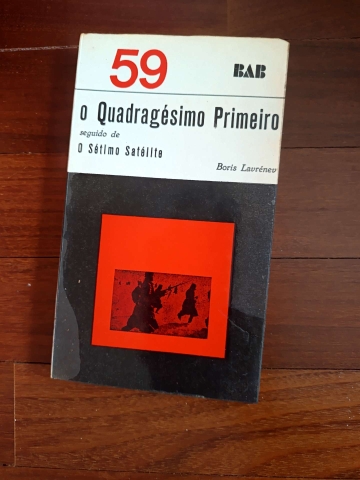 59
BAB
O Quadragésimo Primeiro
seguido de
O Sétimo Satélite
Boris Lavrénev